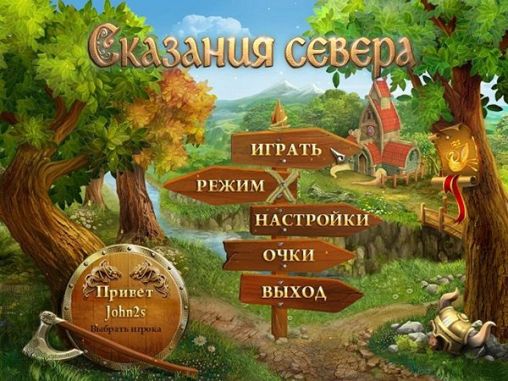 Сказания севера
ИГРАТЬ
РЕЖИМ
НАСТРОЙКИ
ОЧКИ
ВЫХОД
Привет
John2s
Выбрать игрока